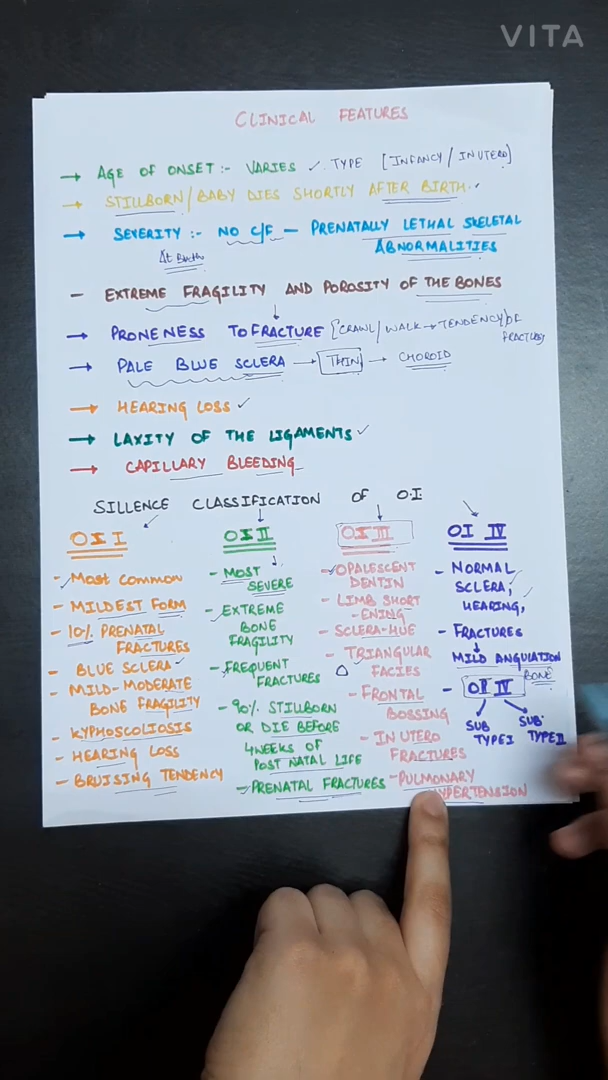 VITA
CLINICAL FEATURES
→ AGE OF ONSET :- VARIES ✓ TYPE [INFANCY / IN UTERO]
→ STILLBORN / BABY DIES SHORTLY AFTER BIRTH
→ SEVERITY :- NO C/F — PRENATALLY LETHAL SKELETAL
At Birth
ABNORMALITIES
- EXTREME FRAGILITY AND POROSITY OF THE BONES
→ PRONENESS TO FRACTURE [CRAWL / WALK → TENDENCY OF
→ PALE BLUE SCLERA → THIN → CHOROID
→ HEARING LOSS ✓
→ LAXITY OF THE LIGAMENTS ✓
→ CAPILLARY BLEEDING
SILLENCE CLASSIFICATION OF O.I.
OI I
- MOST COMMON
- MILDEST FORM
- 10% PRENATAL
FRACTURES
- BLUE SCLERA ✓
- MILD-MODERATE
BONE FRAGILITY
- KYPHOSCOLIOSIS
- HEARING LOSS
- BRUISING TENDENCY
OI II
- MOST
SEVERE
- EXTREME
BONE
FRAGILITY
- FREQUENT
FRACTURES
- 90% STILLBORN
OR DIE BEFORE
4 WEEKS OF
POST NATAL LIFE
- PRENATAL FRACTURES
OI III
- OPALESCENT
DENTIN
- LIMB SHORT
-ENING
- SCLERA-HUE
- TRIANGULAR
FACIES
- FRONTAL
BOSSING
- IN UTERO
FRACTURES
- PULMONARY
HYPERTENSION
OI IV
- NORMAL
SCLERA,
HEARING,
- FRACTURES
↓
MILD ANGULATION
BONE
- OI IV
SUB TYPE I
SUB TYPE II